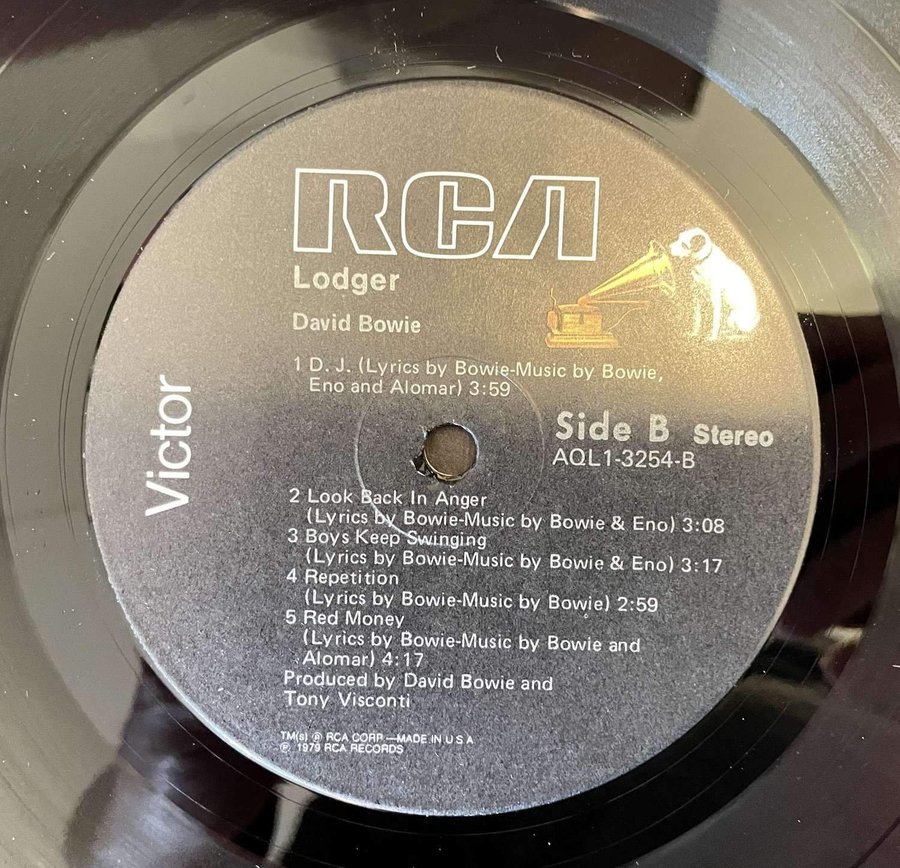 RCA
Lodger
David Bowie
1 D. J. (Lyrics by Bowie-Music by Bowie,
Eno and Alomar) 3:59
Side B Stereo
AQL1-3254-B
Victor
2 Look Back In Anger
(Lyrics by Bowie-Music by Bowie & Eno) 3:08
3 Boys Keep Swinging
(Lyrics by Bowie-Music by Bowie & Eno) 3:17
4 Repetition
(Lyrics by Bowie-Music by Bowie) 2:59
5 Red Money
(Lyrics by Bowie-Music by Bowie and
Alomar) 4:17
Produced by David Bowie and
Tony Visconti
TM(s) ® RCA CORP.—MADE IN U S A
℗ 1979 RCA RECORDS